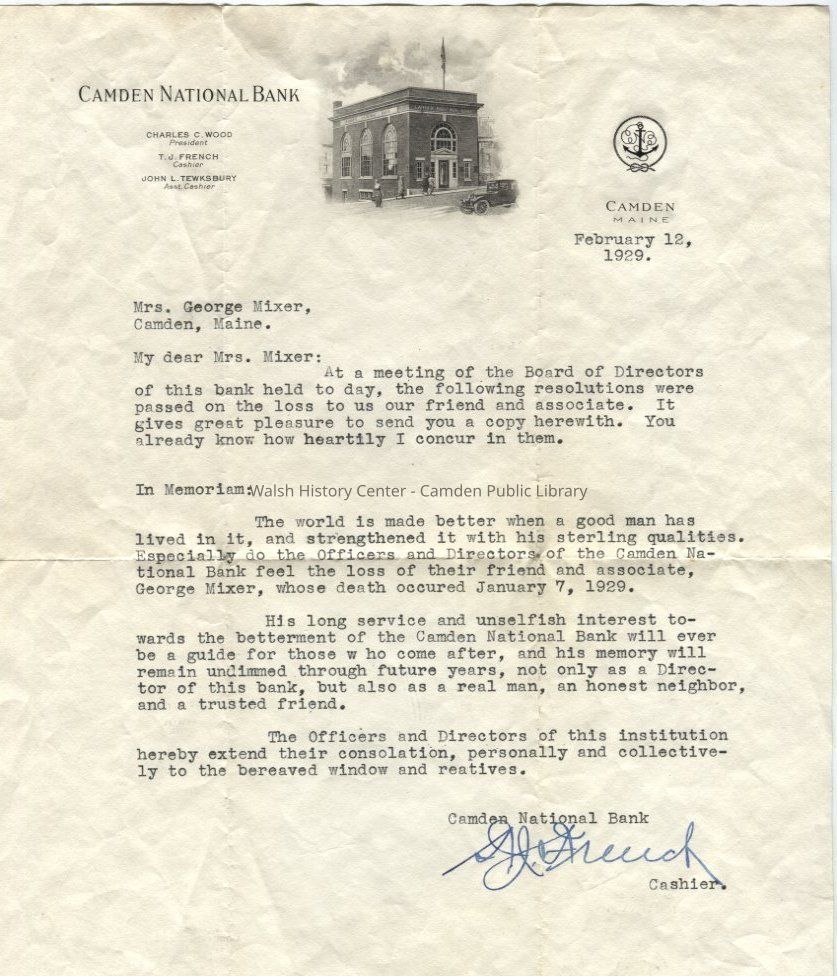 CAMDEN NATIONAL BANK
CHARLES C. WOOD
President
T. J. FRENCH
Cashier
JOHN L. TEWKSBURY
Asst. Cashier
CAMDEN
MAINE
February 12,
1929.
Mrs. George Mixer,
Camden, Maine.
My dear Mrs. Mixer:
At a meeting of the Board of Directors
of this bank held to day, the following resolutions were
passed on the loss to us our friend and associate. It
gives great pleasure to send you a copy herewith. You
already know how heartily I concur in them.
In Memoriam:
Walsh History Center - Camden Public Library
The world is made better when a good man has
lived in it, and strengthened it with his sterling qualities.
Especially do the Officers and Directors of the Camden Na-
tional Bank feel the loss of their friend and associate,
George Mixer, whose death occured January 7, 1929.
His long service and unselfish interest to-
wards the betterment of the Camden National Bank will ever
be a guide for those w ho come after, and his memory will
remain undimmed through future years, not only as a Direc-
tor of this bank, but also as a real man, an honest neighbor,
and a trusted friend.
The Officers and Directors of this institution
hereby extend their consolation, personally and collective-
ly to the bereaved window and reatives.
Camden National Bank
T. J. French
Cashier.